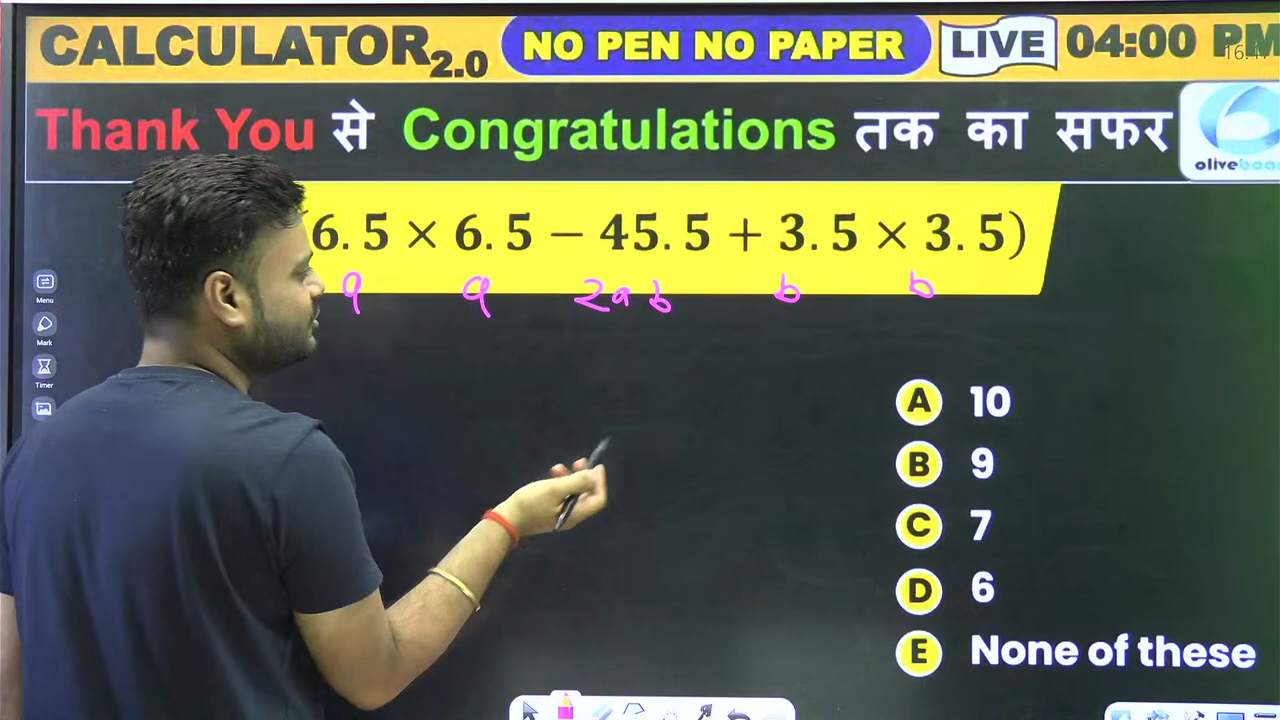 CALCULATOR2.0 NO PEN NO PAPER LIVE 04:00 PM
Thank You से Congratulations तक का सफर
oliveboa
6.5 × 6.5 − 45.5 + 3.5 × 3.5)
a a 2ab b b
Menu
Mark
Timer
A 10
B 9
C 7
D 6
E None of these